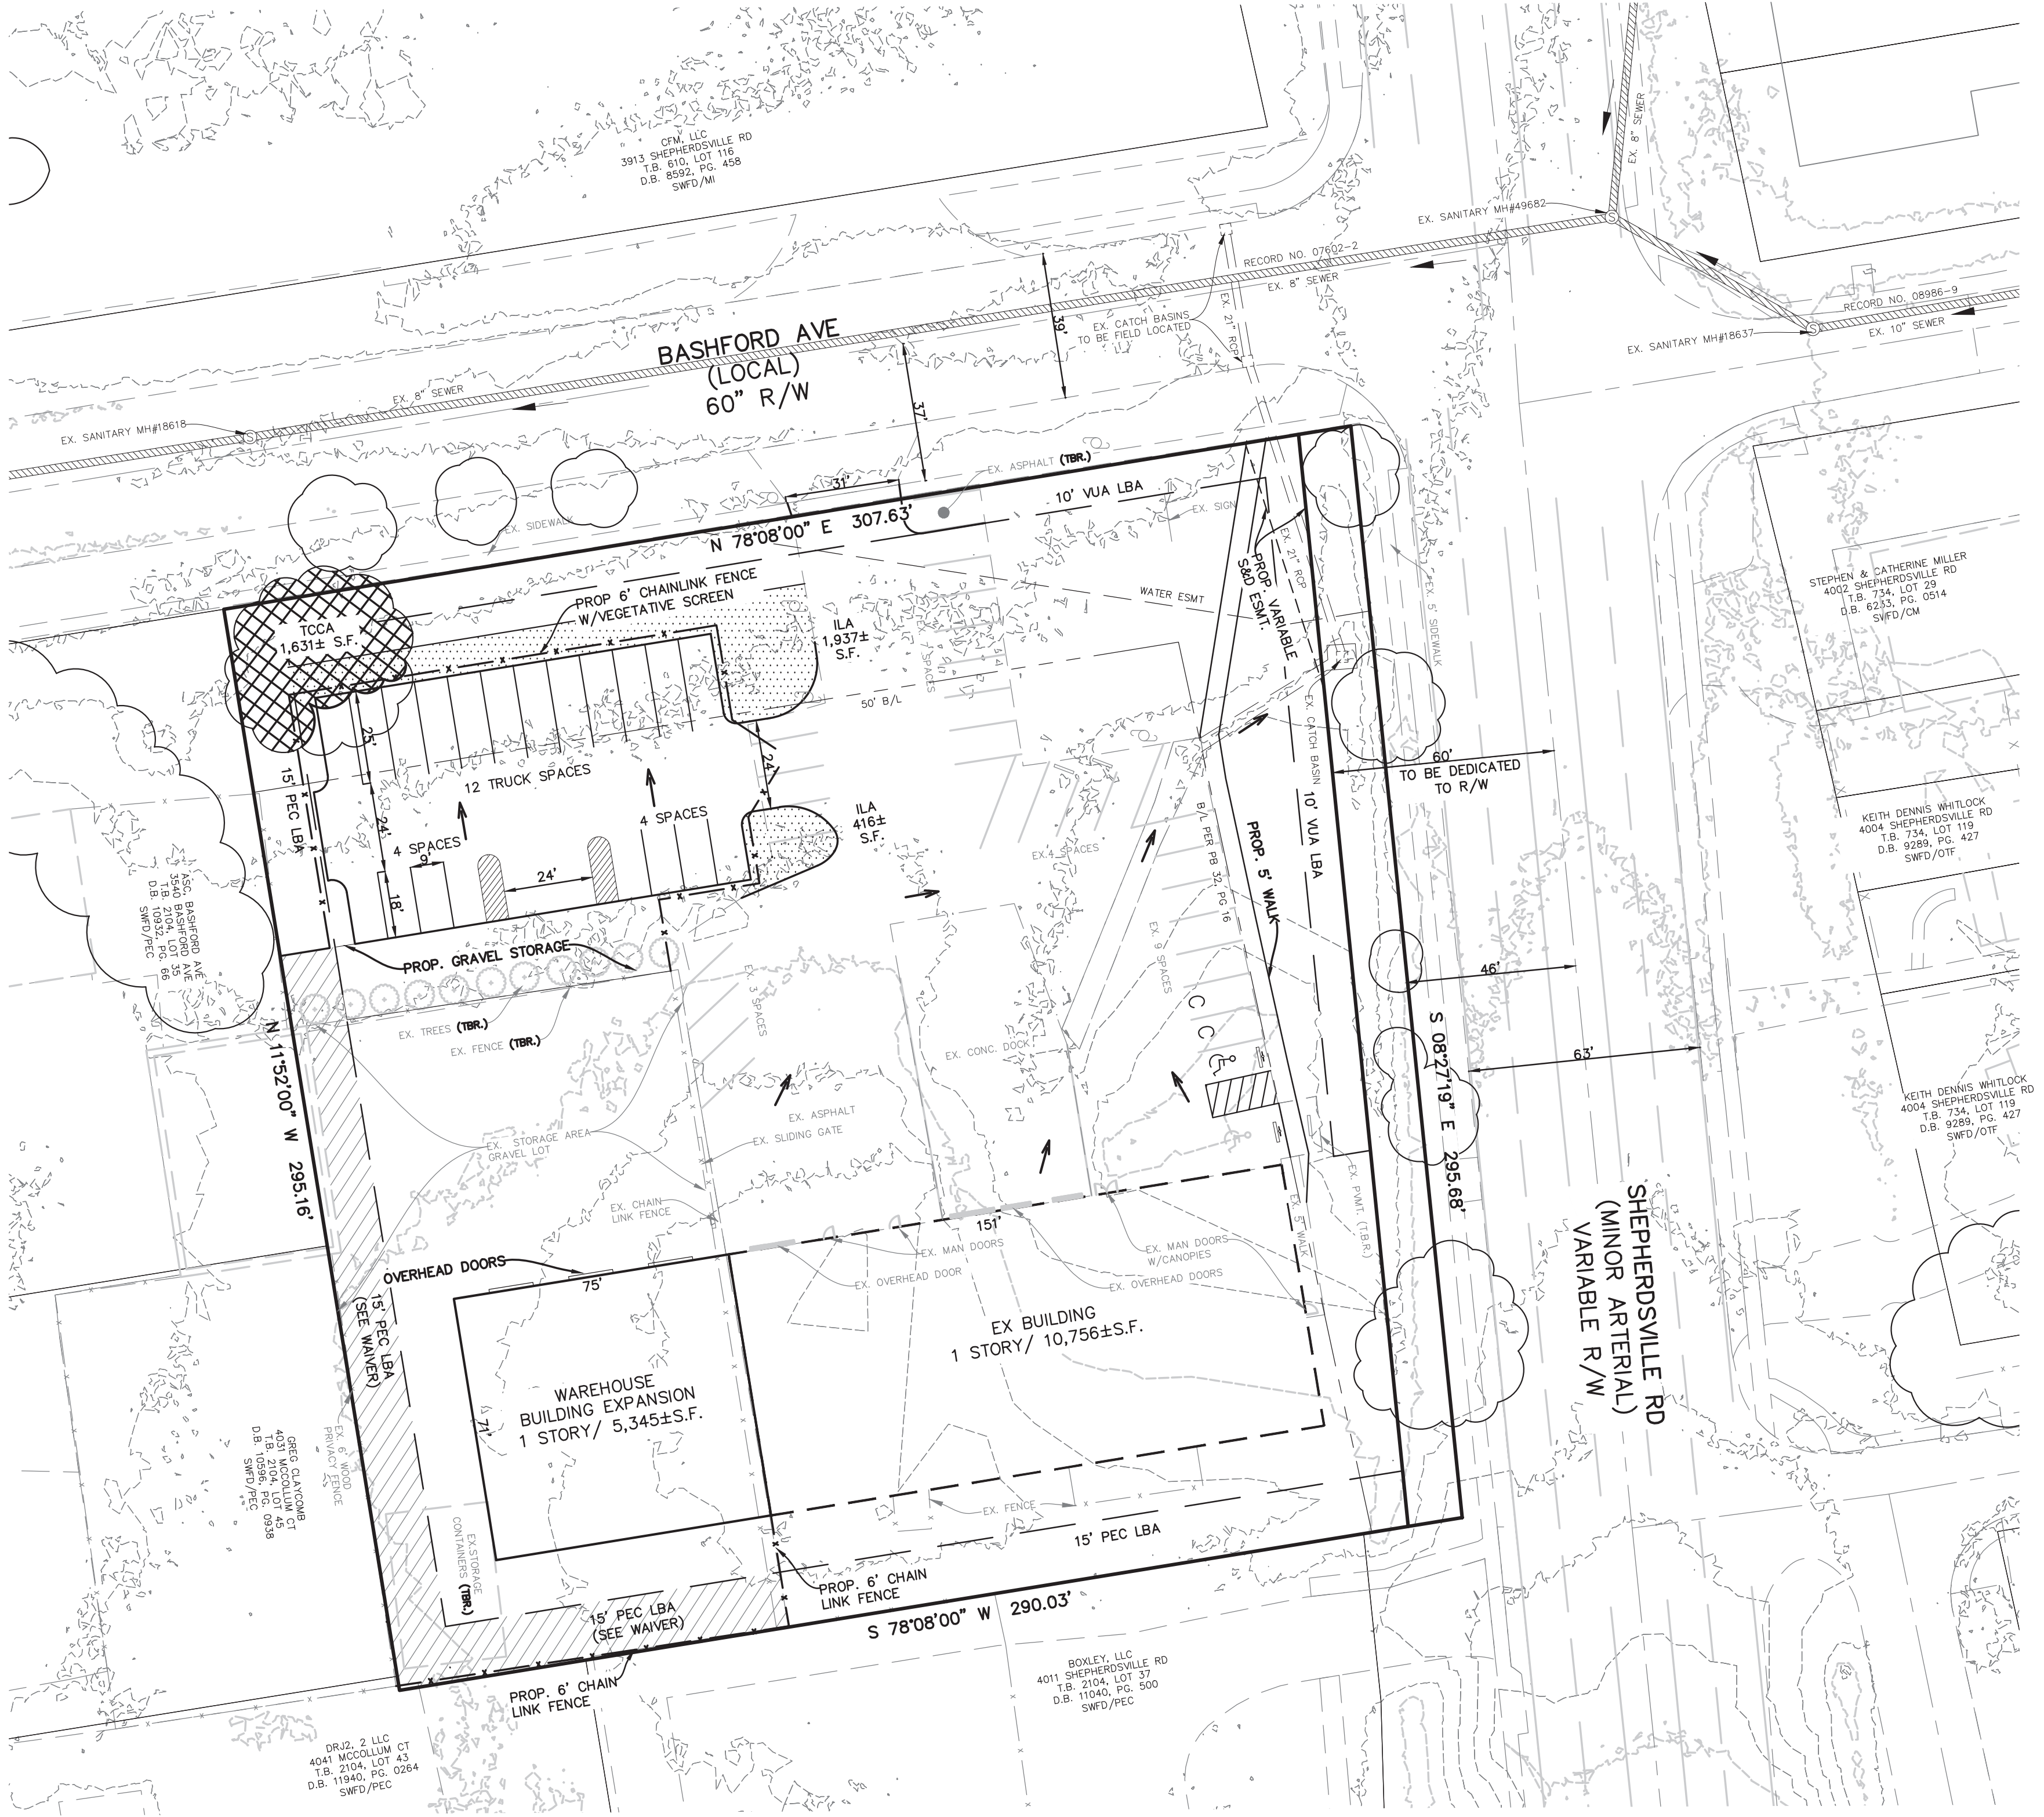 CFM, LLC
3913 SHEPHERDSVILLE RD
T.B. 610, LOT 116
D.B. 8592, PG. 458
SWFD/MI
EX. 8" SEWER
EX. SANITARY MH#49682
RECORD NO. 07602-2
EX. 8" SEWER
RECORD NO. 08986-9
EX. 10" SEWER
EX. SANITARY MH#18637
EX. CATCH BASINS
TO BE FIELD LOCATED
EX. 21" RCP
39'
BASHFORD AVE
(LOCAL)
60" R/W
37'
EX. 8" SEWER
EX. SANITARY MH#18618
EX. SIDEWALK
31'
EX. ASPHALT (TBR.)
10' VUA LBA
EX. SIGN
N 78°08'00" E 307.63'
PROP 6' CHAINLINK FENCE
W/VEGETATIVE SCREEN
TCCA
1,631± S.F.
ILA
1,937±
S.F.
7 SPACES
WATER ESMT
50' B/L
PROP. VARIABLE
S&D ESMT.
EX. 21" RCP
EX. 5' SIDEWALK
STEPHEN & CATHERINE MILLER
4002 SHEPHERDSVILLE RD
T.B. 734, LOT 29
D.B. 6233, PG. 0514
SVFD/CM
25'
15' PEC LBA
12 TRUCK SPACES
24'
24'
4 SPACES
4 SPACES
9'
24'
18'
ILA
416±
S.F.
EX.4 SPACES
EX. 9 SPACES
B/L PER PB 32, PG 16
PROP. 5' WALK
EX. CATCH BASIN
10' VUA LBA
60'
TO BE DEDICATED
TO R/W
KEITH DENNIS WHITLOCK
4004 SHEPHERDSVILLE RD
T.B. 734, LOT 119
D.B. 9289, PG. 427
SWFD/OTF
ASC. BASHFORD AVE
3540 BASHFORD AVE
T.B. 2104, LOT 35
D.B. 10932, PG. 66
SWFD/PEC
PROP. GRAVEL STORAGE
EX. TREES (TBR.)
EX. FENCE (TBR.)
EX. 3 SPACES
EX. CONC. DOCK
C
C
46'
63'
S 08°27'19" E 295.68'
N 11°52'00" W 295.16'
EX. STORAGE AREA
GRAVEL LOT
EX. ASPHALT
EX. SLIDING GATE
EX. CHAIN
LINK FENCE
EX. PVMT. (T.B.R.)
EX. 5' WALK
KEITH DENNIS WHITLOCK
4004 SHEPHERDSVILLE RD
T.B. 734, LOT 119
D.B. 9289, PG. 427
SWFD/OTF
SHEPHERDSVILLE RD
(MINOR ARTERIAL)
VARIABLE R/W
151'
EX. MAN DOORS
EX. OVERHEAD DOOR
EX. MAN DOORS
W/CANOPIES
EX. OVERHEAD DOORS
OVERHEAD DOORS
75'
15' PEC LBA
(SEE WAIVER)
EX BUILDING
1 STORY/ 10,756±S.F.
WAREHOUSE
BUILDING EXPANSION
1 STORY/ 5,345±S.F.
71'
EX. 6' WOOD
PRIVACY FENCE
GREG CLAYCOMB
4031 MCCOLLUM CT
T.B. 2104, LOT 45
D.B. 10596, PG. 0938
SWFD/PEC
EX.STORAGE
CONTAINERS (TBR.)
EX. FENCE
15' PEC LBA
PROP. 6' CHAIN
LINK FENCE
15' PEC LBA
(SEE WAIVER)
S 78°08'00" W 290.03'
PROP. 6' CHAIN
LINK FENCE
BOXLEY, LLC
4011 SHEPHERDSVILLE RD
T.B. 2104, LOT 37
D.B. 11040, PG. 500
SWFD/PEC
DRJ2, 2 LLC
4041 MCCOLLUM CT
T.B. 2104, LOT 43
D.B. 11940, PG. 0264
SWFD/PEC